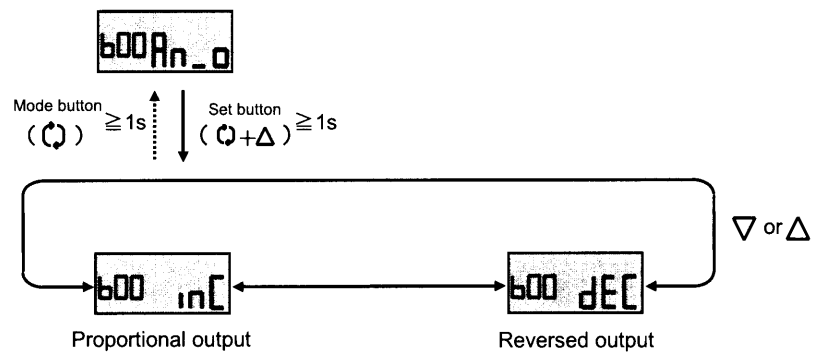 b00An_o
Mode button ≧1s
Set button ≧1s
( +△)
▽ or △
b00 inC
b00 dEC
Proportional output
Reversed output